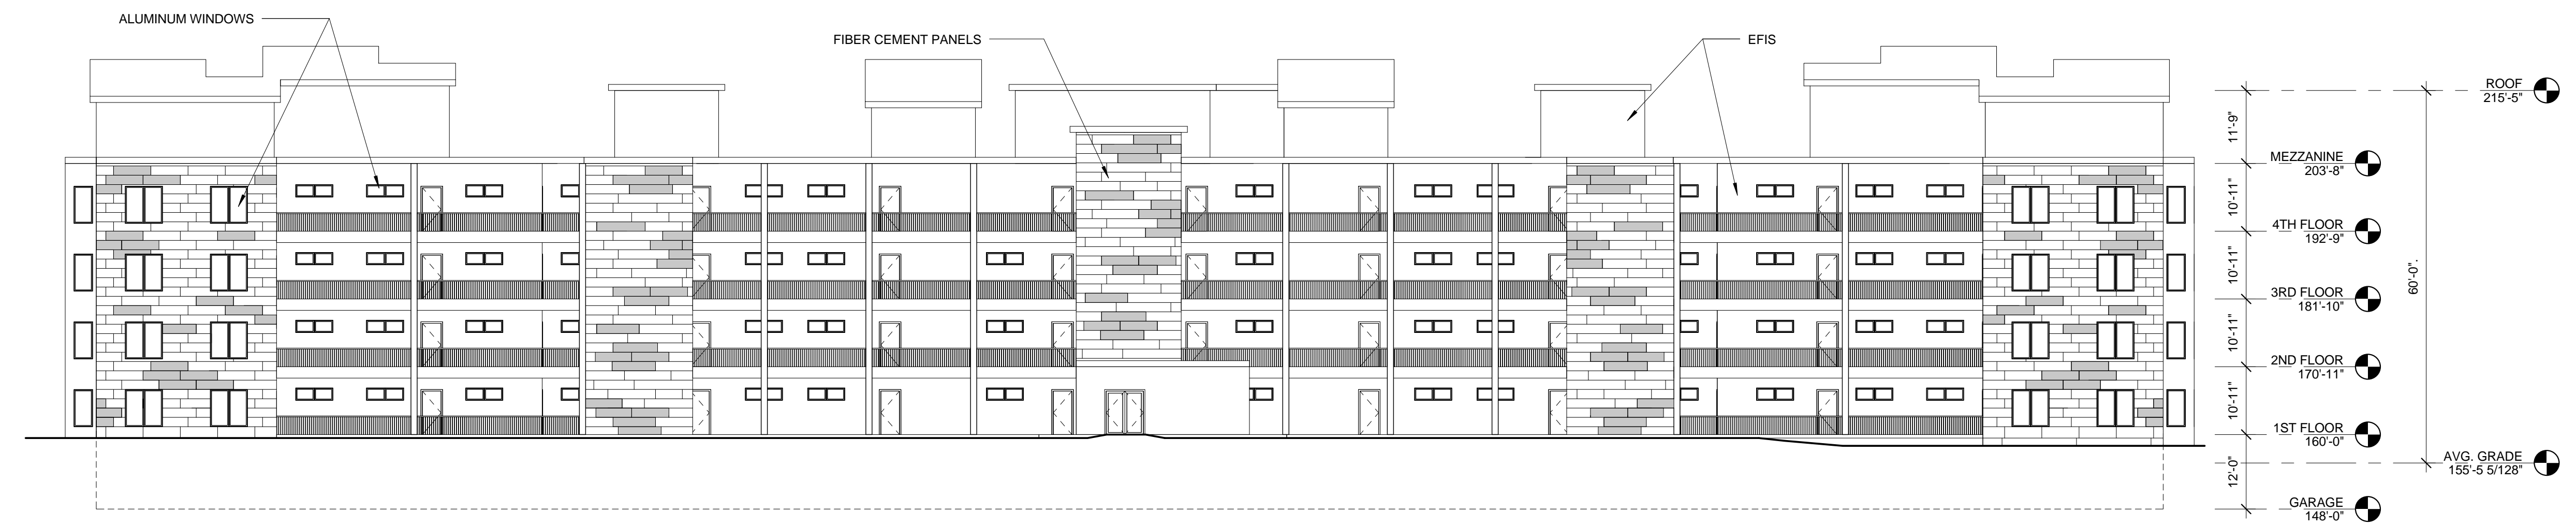 ALUMINUM WINDOWS
FIBER CEMENT PANELS
EFIS
ROOF
215'-5"
11'-9"
MEZZANINE
203'-8"
10'-11"
4TH FLOOR
192'-9"
10'-11"
3RD FLOOR
181'-10"
10'-11"
2ND FLOOR
170'-11"
10'-11"
1ST FLOOR
160'-0"
12'-0"
GARAGE
148'-0"
60'-0".
AVG. GRADE
155'-5 5/128"